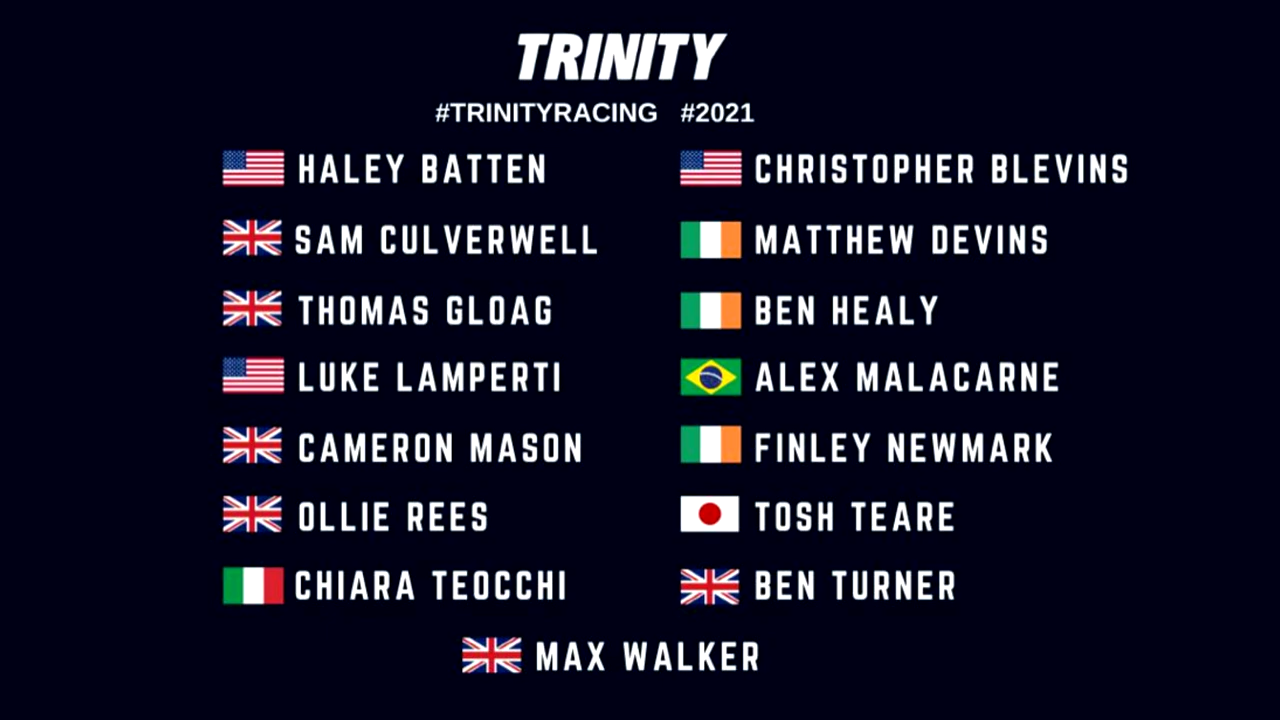 TRINITY
#TRINITYRACING #2021
HALEY BATTEN CHRISTOPHER BLEVINS
SAM CULVERWELL MATTHEW DEVINS
THOMAS GLOAG BEN HEALY
LUKE LAMPERTI ALEX MALACARNE
CAMERON MASON FINLEY NEWMARK
OLLIE REES TOSH TEARE
CHIARA TEOCCHI BEN TURNER
MAX WALKER